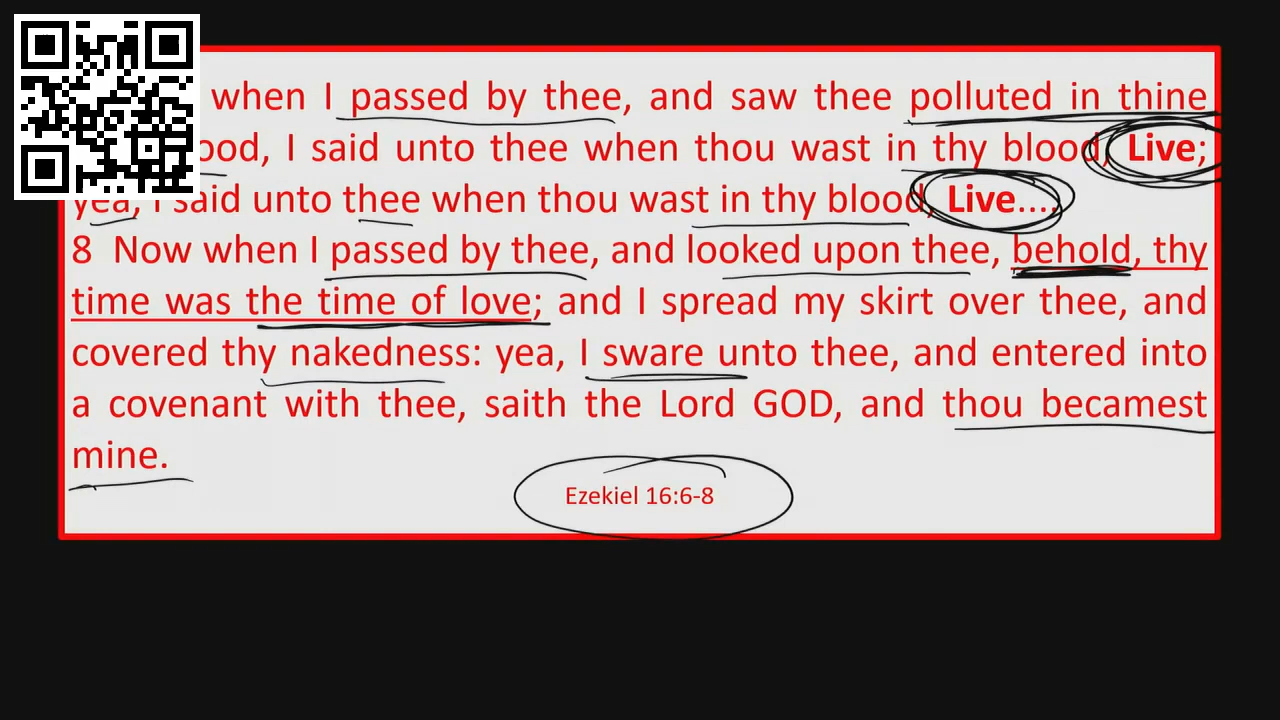 when I passed by thee, and saw thee polluted in thine
I said unto thee when thou wast in thy blood, Live;
yea, I said unto thee when thou wast in thy blood, Live....
8 Now when I passed by thee, and looked upon thee, behold, thy
time was the time of love; and I spread my skirt over thee, and
covered thy nakedness: yea, I sware unto thee, and entered into
a covenant with thee, saith the Lord GOD, and thou becamest
mine.
Ezekiel 16:6-8